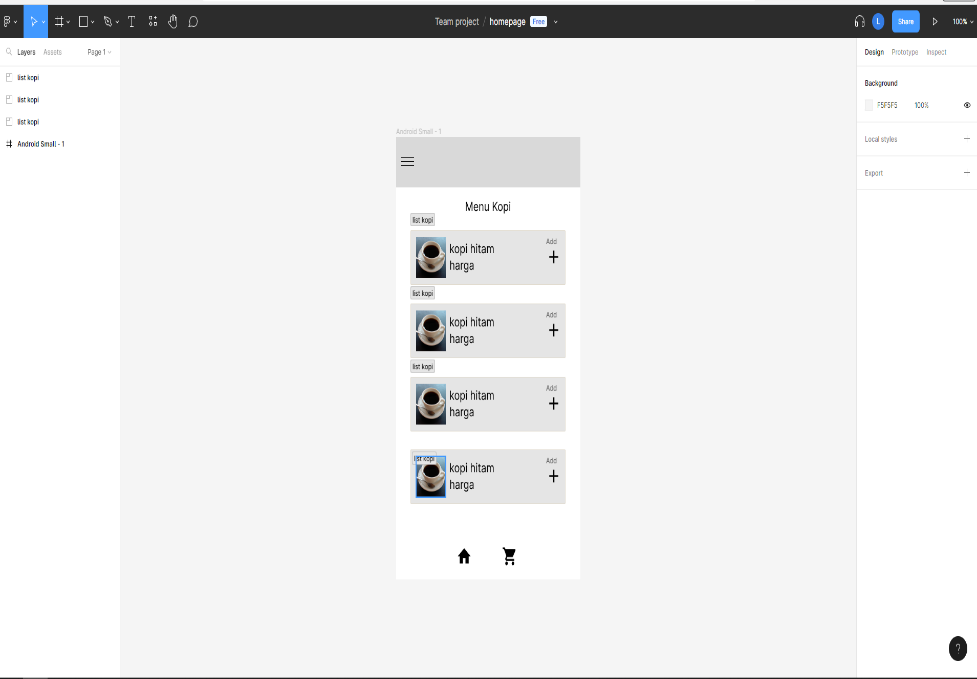 Team project / homepage Free
L
Share
100%
Layers
Assets
Page 1
list kopi
list kopi
list kopi
Android Small - 1
Android Small - 1
Menu Kopi
list kopi
kopi hitam
harga
Add
list kopi
kopi hitam
harga
Add
list kopi
kopi hitam
harga
Add
list kopi
kopi hitam
harga
Add
Design
Prototype
Inspect
Background
F5F5F5
100%
Local styles
Export
?